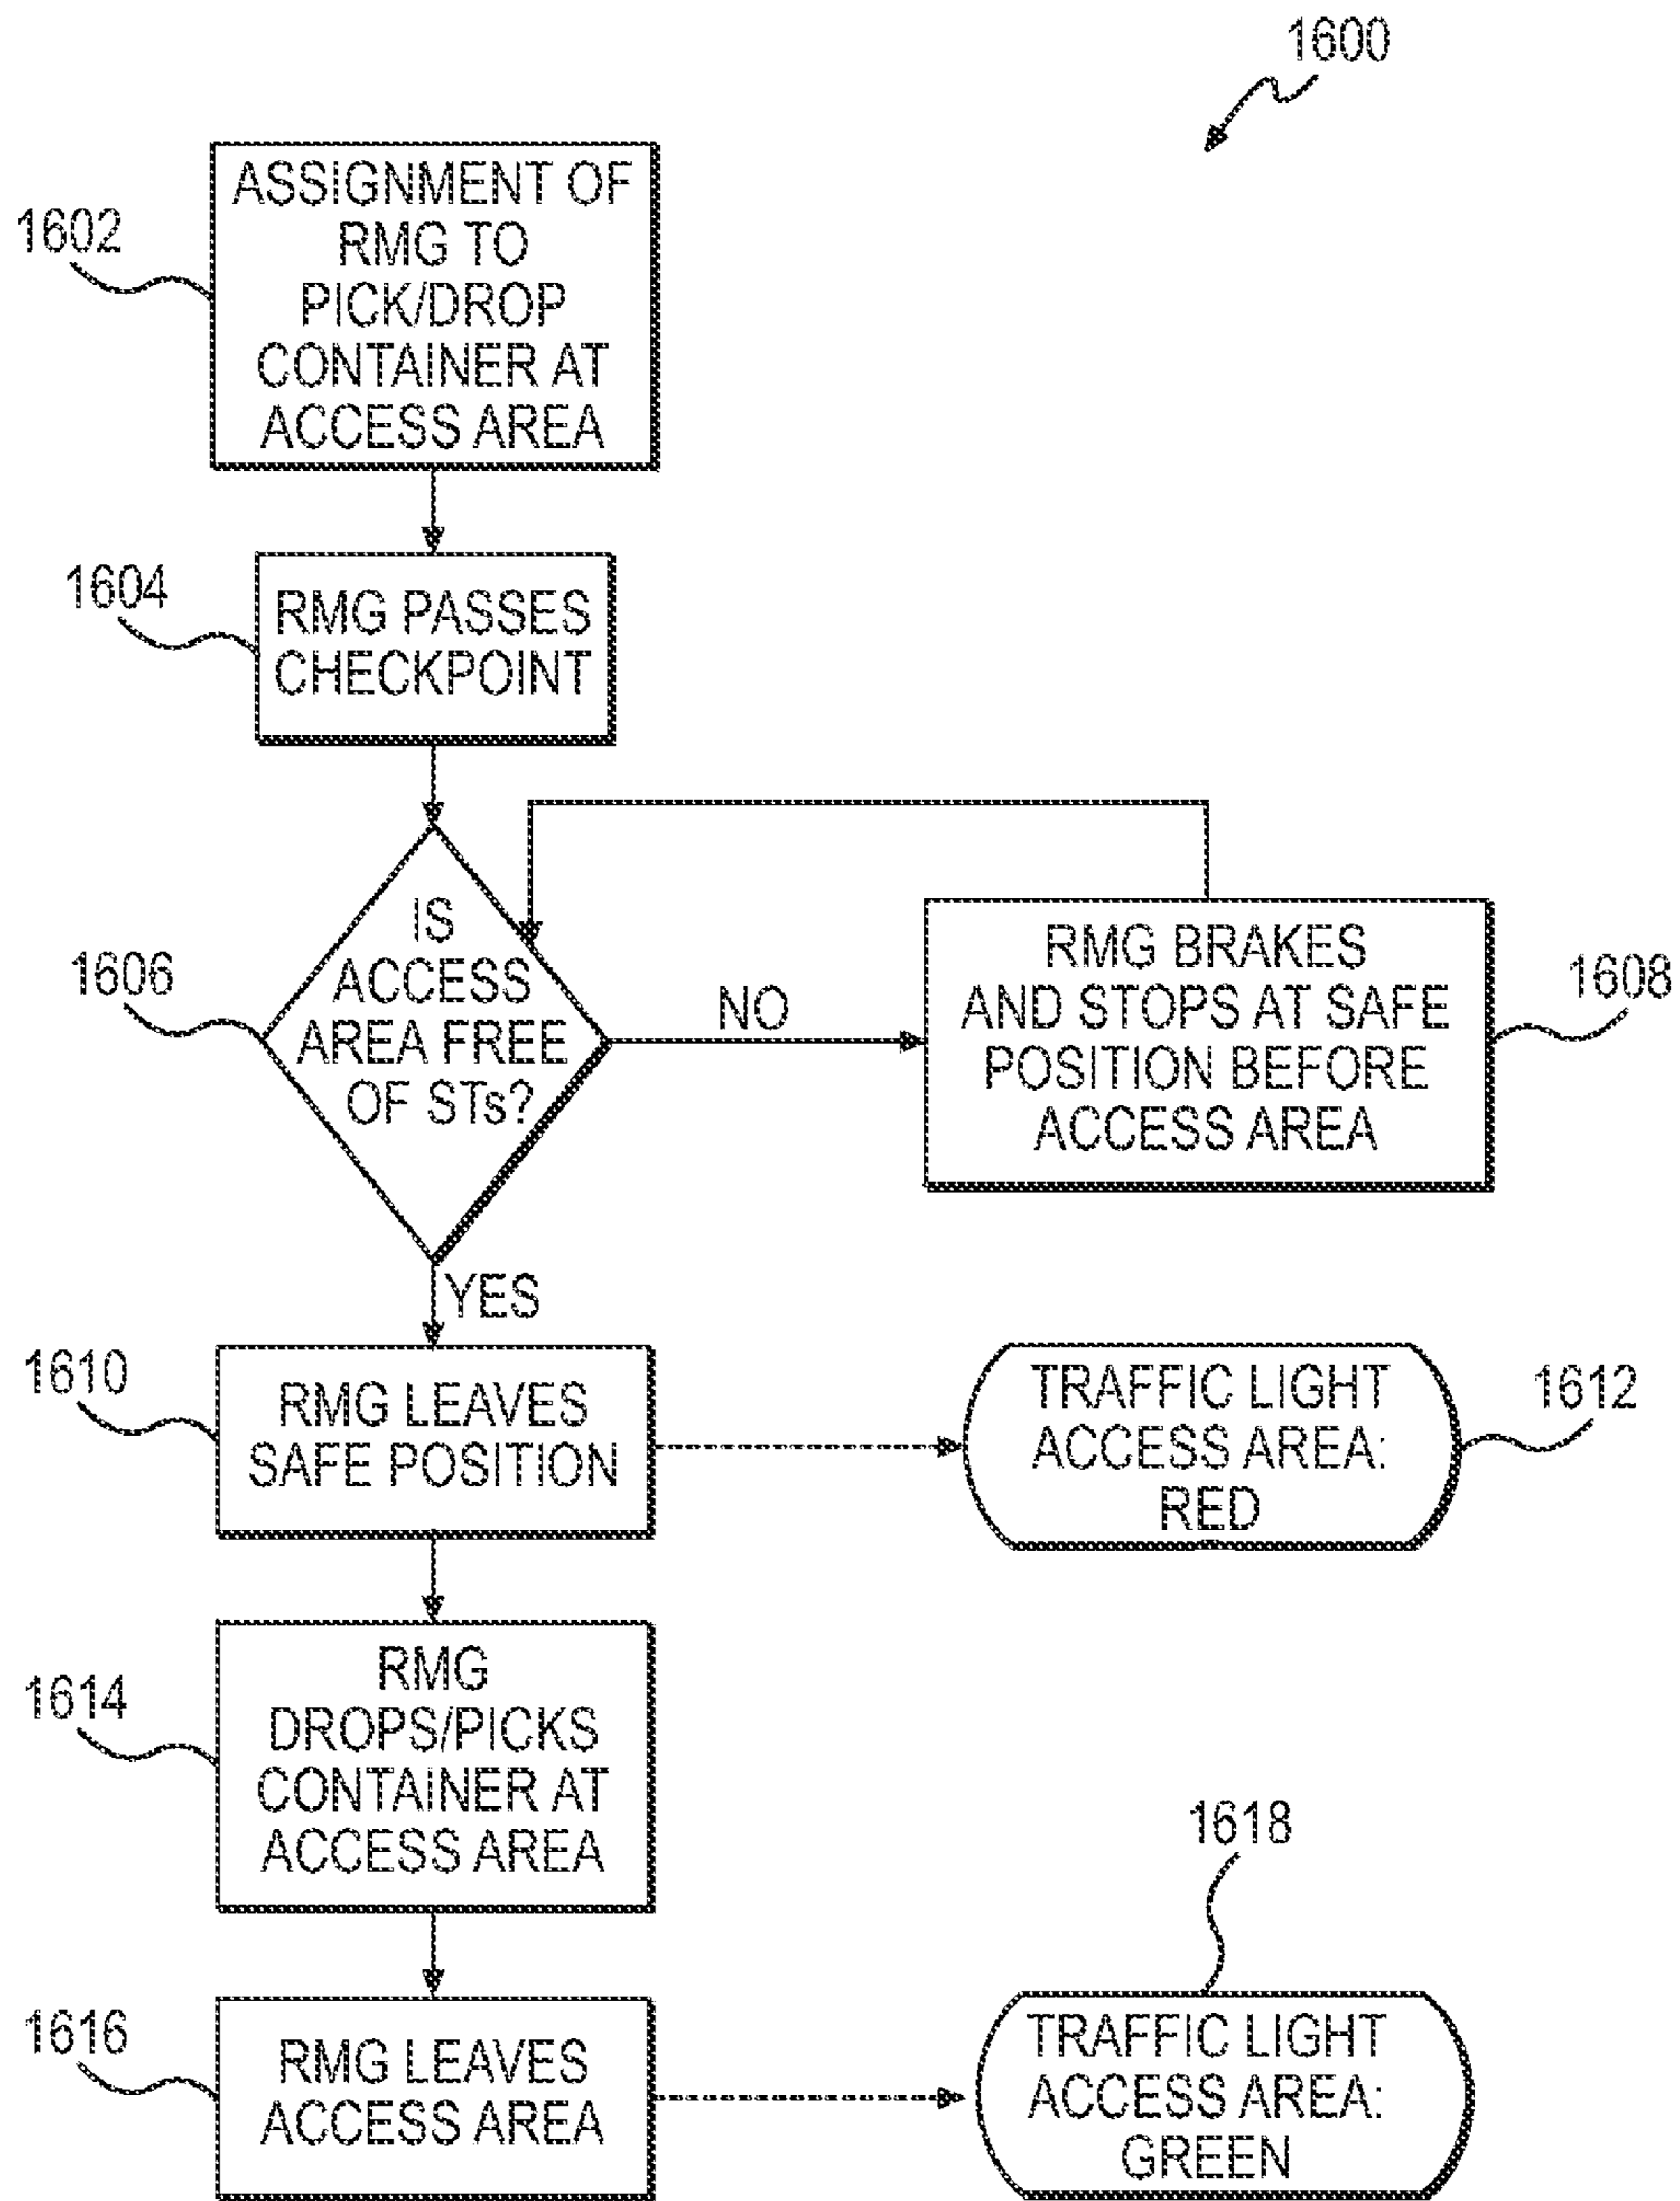 1600
1602
ASSIGNMENT OF
RMG TO
PICK/DROP
CONTAINER AT
ACCESS AREA
1604
RMG PASSES
CHECKPOINT
1606
IS
ACCESS
AREA FREE
OF STs?
NO
RMG BRAKES
AND STOPS AT SAFE
POSITION BEFORE
ACCESS AREA
1608
YES
1610
RMG LEAVES
SAFE POSITION
TRAFFIC LIGHT
ACCESS AREA:
RED
1612
1614
RMG
DROPS/PICKS
CONTAINER AT
ACCESS AREA
1616
RMG LEAVES
ACCESS AREA
1618
TRAFFIC LIGHT
ACCESS AREA:
GREEN